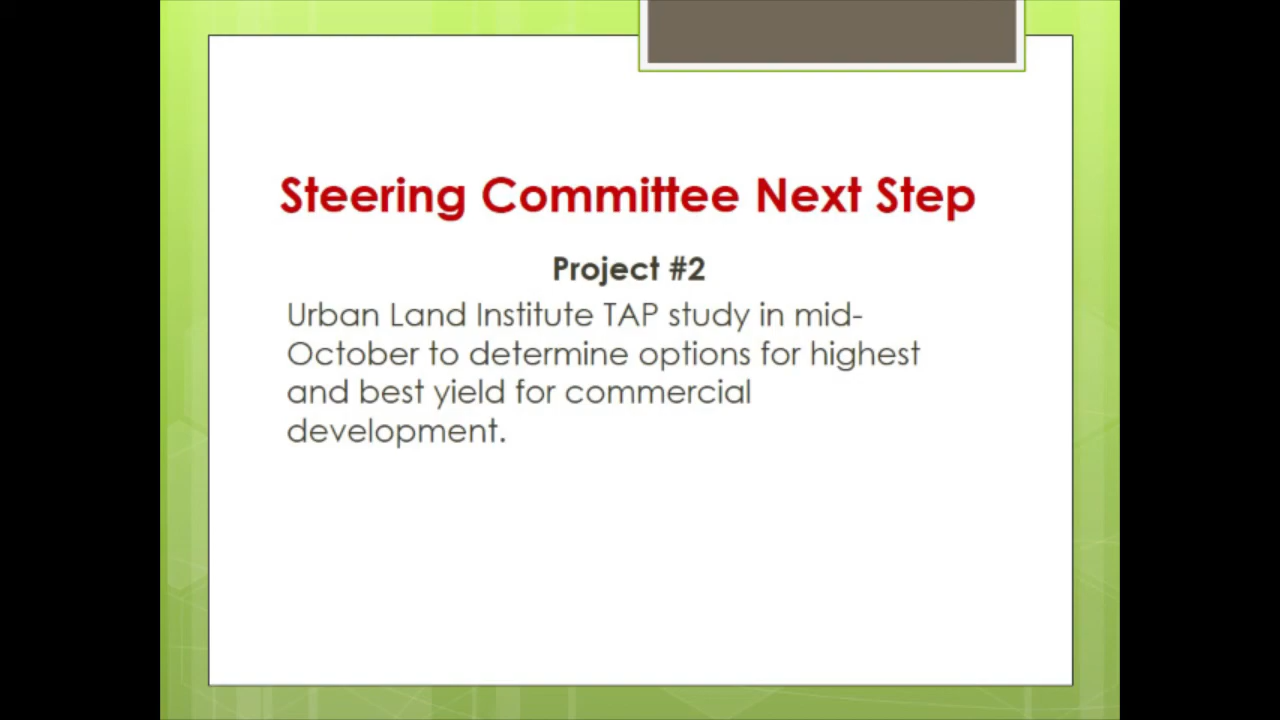 Steering Committee Next Step
Project #2
Urban Land Institute TAP study in mid-
October to determine options for highest
and best yield for commercial
development.